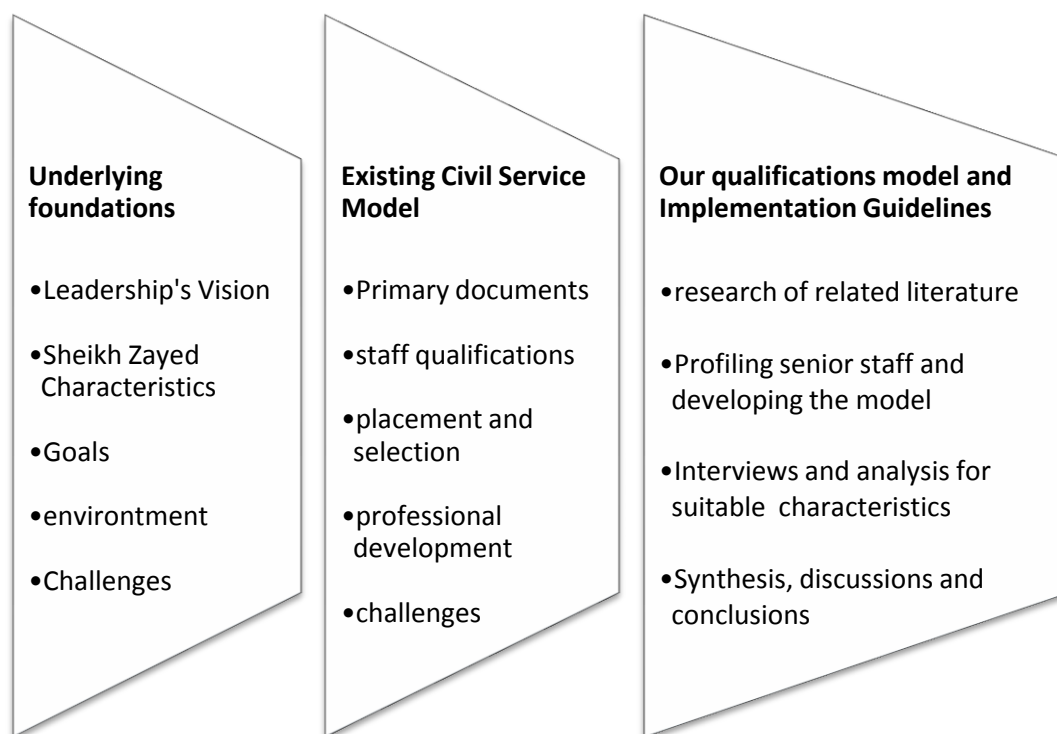 Underlying
foundations
•Leadership's Vision
•Sheikh Zayed
Characteristics
•Goals
•environtment
•Challenges
Existing Civil Service
Model
•Primary documents
•staff qualifications
•placement and
selection
•professional
development
•challenges
Our qualifications model and
Implementation Guidelines
•research of related literature
•Profiling senior staff and
developing the model
•Interviews and analysis for
suitable characteristics
•Synthesis, discussions and
conclusions